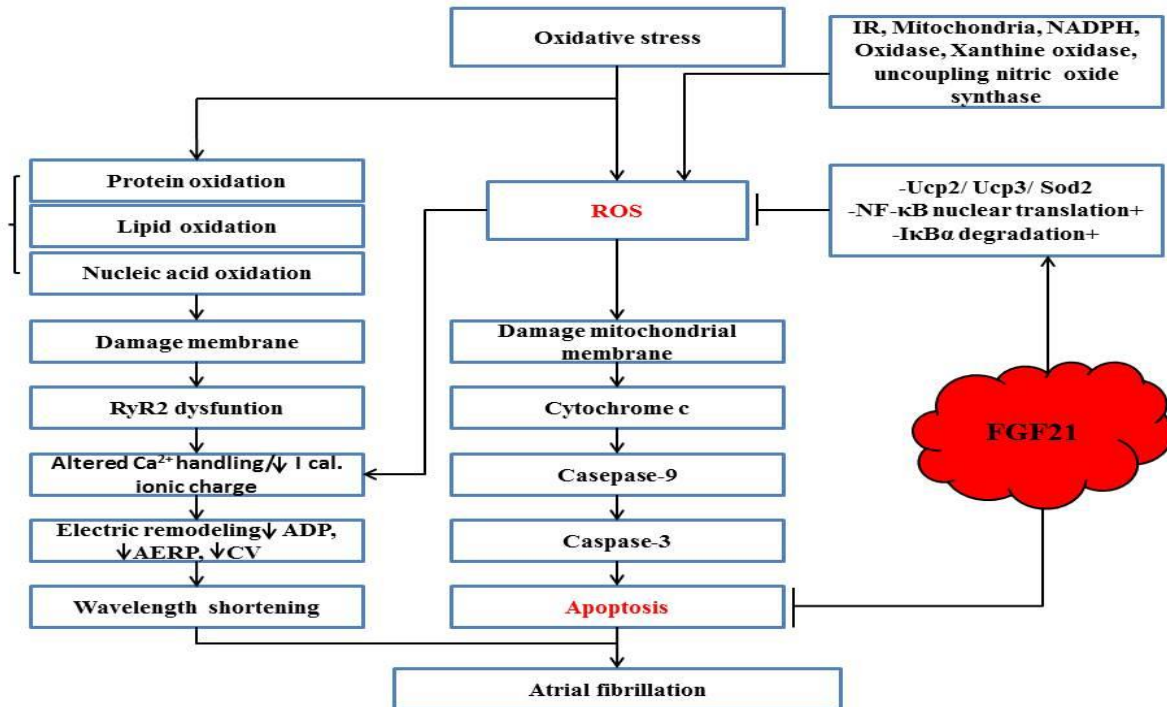 Oxidative stress
IR, Mitochondria, NADPH,
Oxidase, Xanthine oxidase,
uncoupling nitric oxide
synthase
Protein oxidation
Lipid oxidation
Nucleic acid oxidation
Damage membrane
RyR2 dysfuntion
Altered Ca²⁺ handling/↓ I cal.
ionic charge
Electric remodeling↓ ADP,
↓AERP, ↓CV
Wavelength shortening
ROS
Damage mitochondrial
membrane
Cytochrome c
Casepase-9
Caspase-3
Apoptosis
-Ucp2/ Ucp3/ Sod2
-NF-κB nuclear translation+
-IκBα degradation+
FGF21
Atrial fibrillation